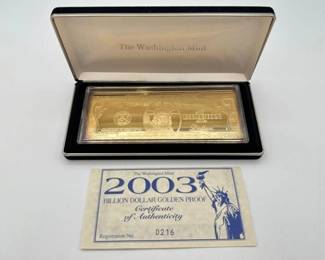 The Washington Mint
The Washington Mint
2003
BILLION DOLLAR GOLDEN PROOF
Certificate
of Authenticity
Registration No.
0216